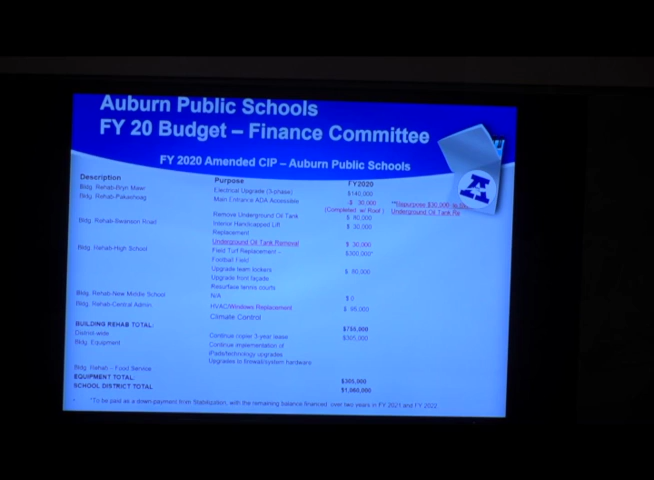 Auburn Public Schools
FY 20 Budget – Finance Committee
FY 2020 Amended CIP – Auburn Public Schools
Description Purpose FY2020
Bldg. Rehab-Bryn Mawr Electrical Upgrade (3-phase) $140,000
Bldg. Rehab-Pakachoag Main Entrance ADA Accessible $ 30,000 **Repurpose $30,000
(Completed w/ Roof) Underground Oil Tank
Remove Underground Oil Tank $ 40,000
Bldg. Rehab-Swanson Road Interior Handicapped Lift $ 30,000
Replacement
Underground Oil Tank Removal $ 30,000
Bldg. Rehab-High School Field Turf Replacement – $300,000*
Football Field
Upgrade team lockers $ 80,000
Upgrade front façade
Resurface tennis courts
Bldg. Rehab-New Middle School N/A $ 0
Bldg. Rehab-Central Admin HVAC/Windows Replacement $ 95,000
Climate Control
BUILDING REHAB TOTAL: $755,000
District-wide Continue copier 3-year lease $305,000
Bldg. Equipment Continue implementation of
iPads/technology upgrades
Upgrades to firewall/system hardware
Bldg. Rehab – Food Service
EQUIPMENT TOTAL: $305,000
SCHOOL DISTRICT TOTAL $1,060,000
*To be paid as a down payment from Stabilization, with the remaining balance financed over two years in FY 2021 and FY 2022